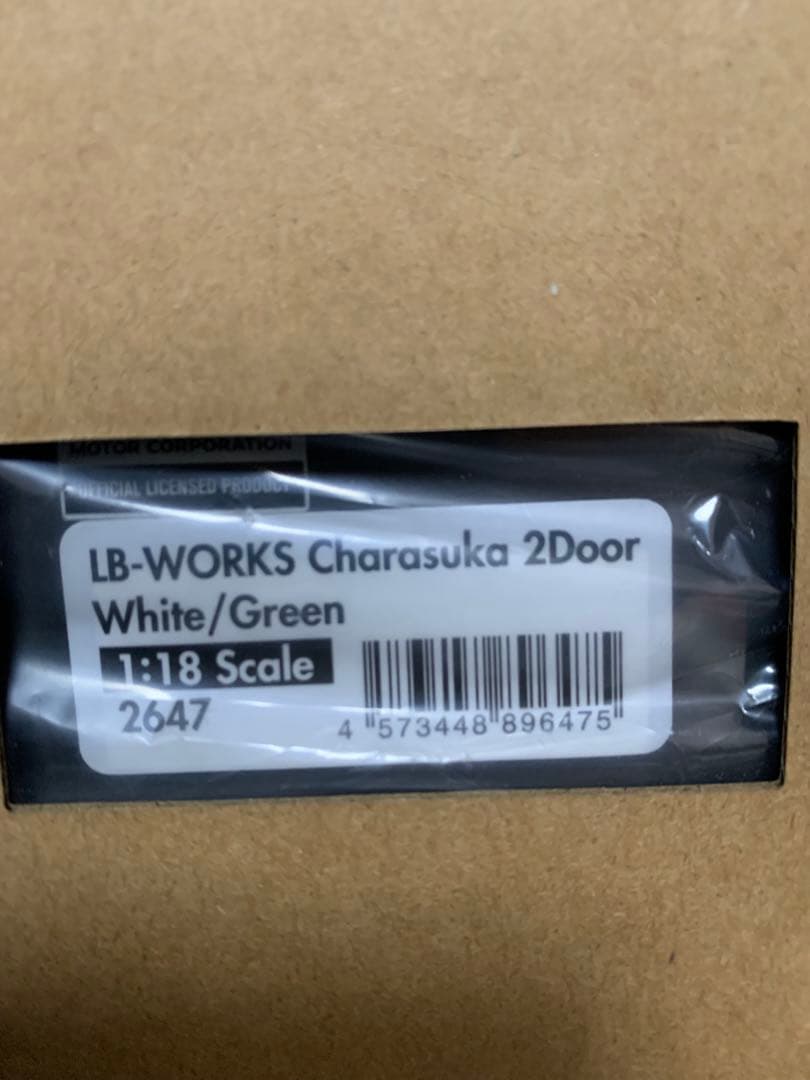 MOTOR CORPORATION
OFFICIAL LICENSED PRODUCT
LB-WORKS Charasuka 2Door
White/Green
1:18 Scale
2647
4 573448 896475